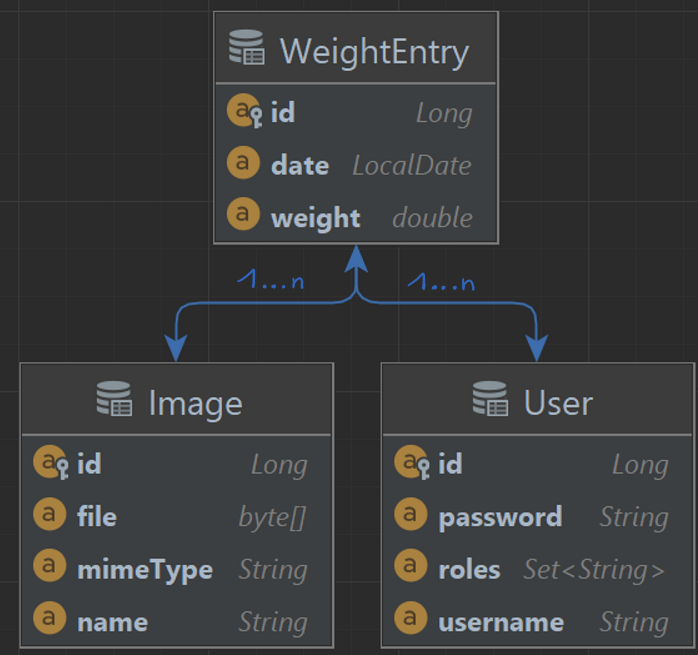 WeightEntry
id Long
date LocalDate
weight double
1...n 1...n
Image
id Long
file byte[]
mimeType String
name String
User
id Long
password String
roles Set<String>
username String